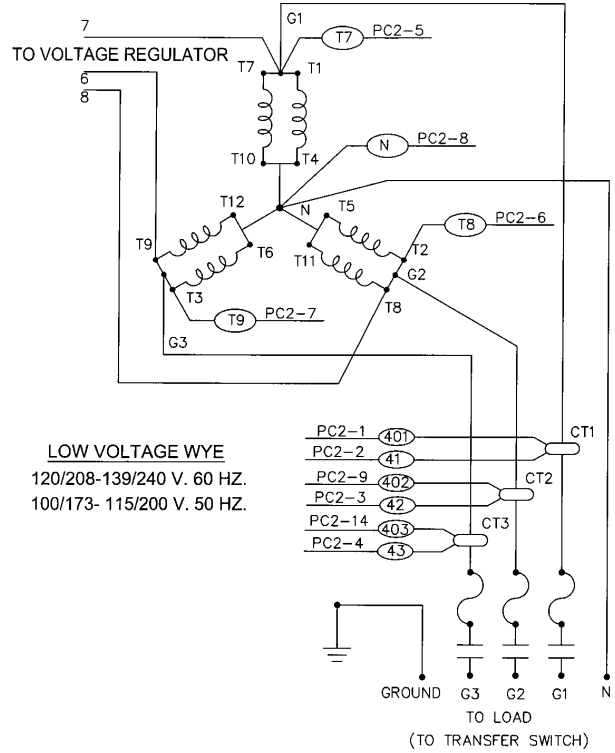 7
G1
T7
PC2-5
TO VOLTAGE REGULATOR
T7
T1
6
8
T10
T4
N
PC2-8
T12
N
T5
T9
T6
T11
T2
T8
PC2-6
G2
T3
T8
T9
PC2-7
G3
PC2-1
401
CT1
PC2-2
41
LOW VOLTAGE WYE
120/208-139/240 V. 60 HZ.
100/173- 115/200 V. 50 HZ.
PC2-9
402
CT2
PC2-3
42
PC2-14
403
CT3
PC2-4
43
GROUND
G3
G2
G1
N
TO LOAD
(TO TRANSFER SWITCH)